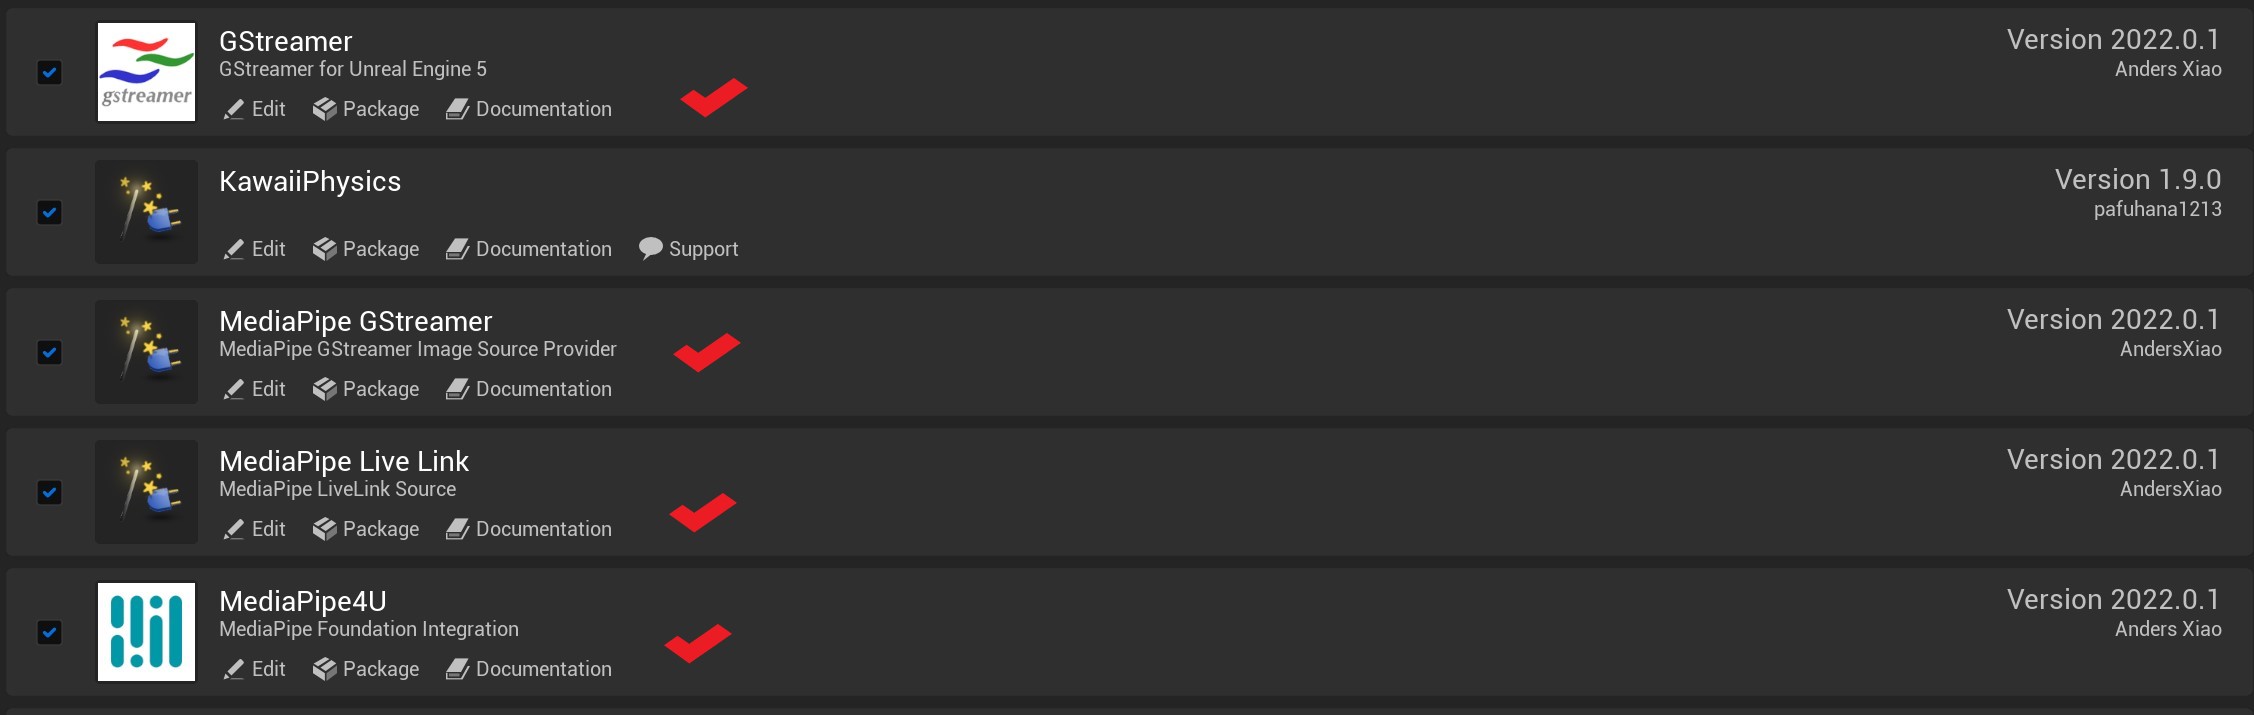 GStreamer
Version 2022.0.1
GStreamer for Unreal Engine 5
Anders Xiao
gstreamer
Edit
Package
Documentation
KawaiiPhysics
Version 1.9.0
pafuhana1213
Edit
Package
Documentation
Support
MediaPipe GStreamer
Version 2022.0.1
MediaPipe GStreamer Image Source Provider
AndersXiao
Edit
Package
Documentation
MediaPipe Live Link
Version 2022.0.1
MediaPipe LiveLink Source
AndersXiao
Edit
Package
Documentation
MediaPipe4U
Version 2022.0.1
MediaPipe Foundation Integration
Anders Xiao
Edit
Package
Documentation